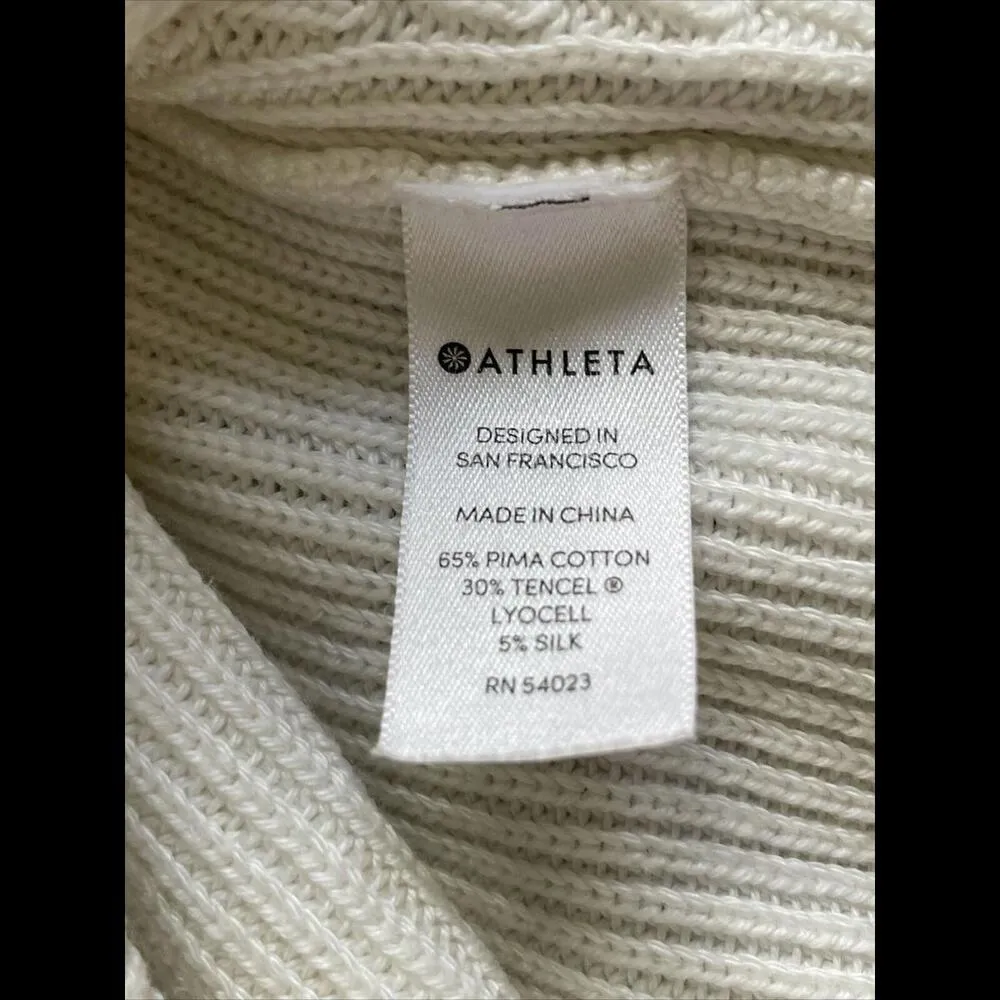 ATHLETA
DESIGNED IN
SAN FRANCISCO
MADE IN CHINA
65% PIMA COTTON
30% TENCEL ®
LYOCELL
5% SILK
RN 54023